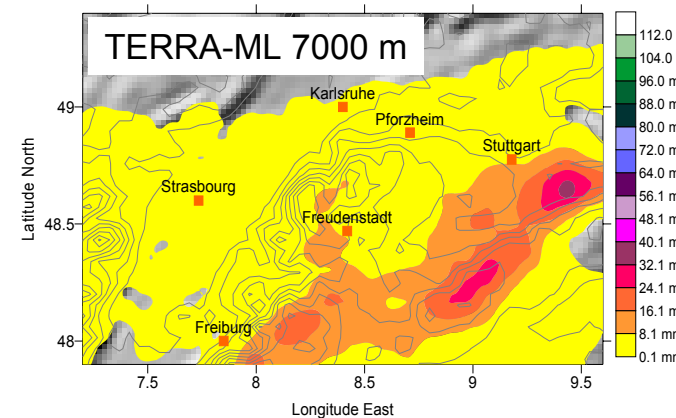 TERRA-ML 7000 m
Karlsruhe
Pforzheim
Stuttgart
Strasbourg
Freudenstadt
Freiburg
Latitude North
49
48.5
48
7.5
8
8.5
9
9.5
Longitude East
112.0
104.0
96.0 m
88.0 m
80.0 m
72.0 m
64.0 m
56.1 m
48.1 m
40.1 m
32.1 m
24.1 m
16.1 m
8.1 mm
0.1 mm